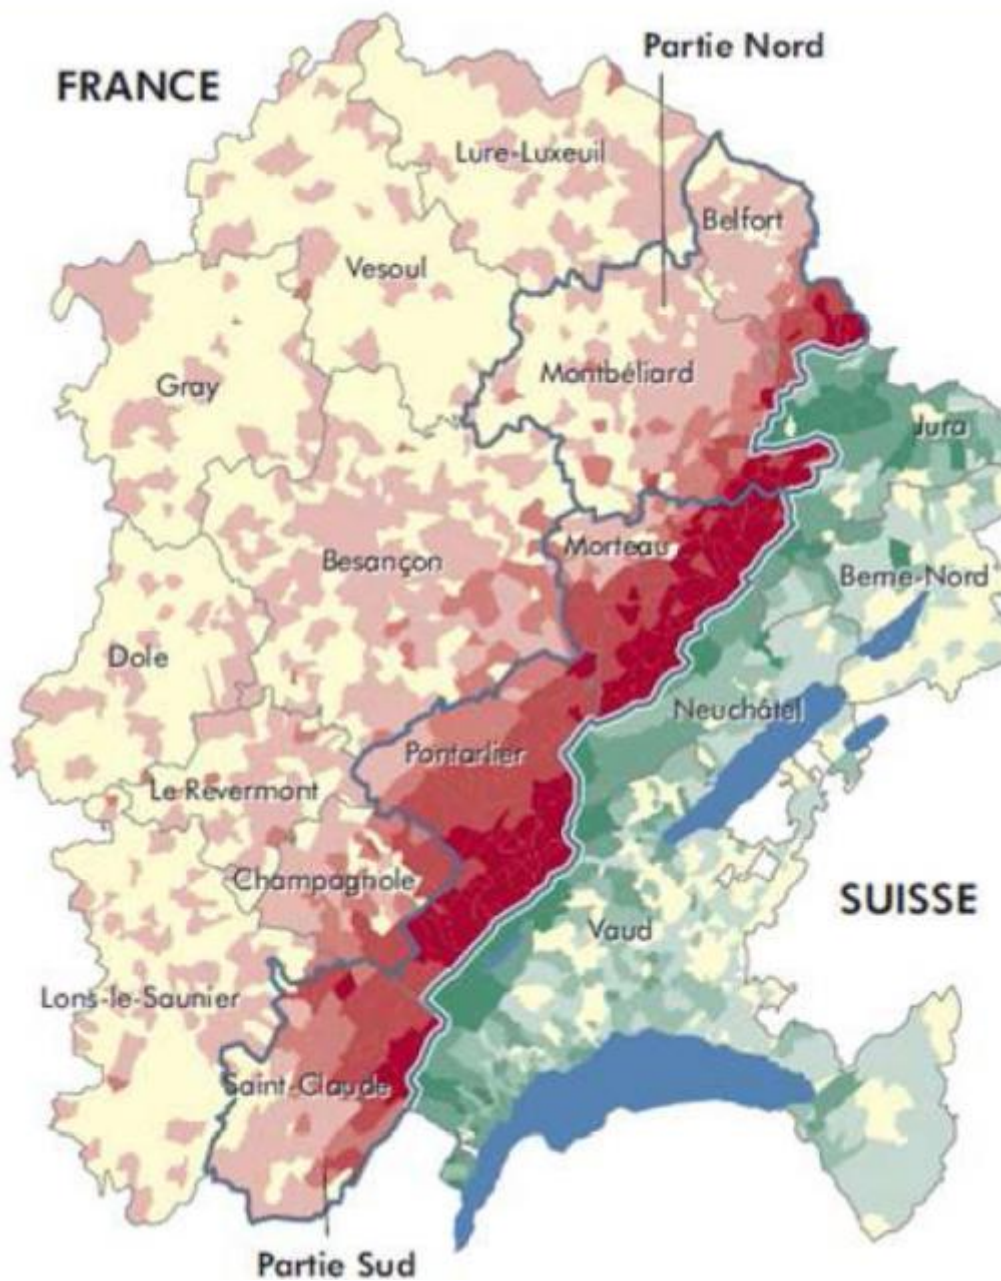 Partie Nord
FRANCE
Lure-Luxeuil
Belfort
Vesoul
Montbéliard
Gray
Jura
Morteau
Besançon
Berne-Nord
Dole
Neuchâtel
Pontarlier
Le Revermont
Champagnole
SUISSE
Vaud
Lons-le-Saunier
Saint-Claude
Partie Sud